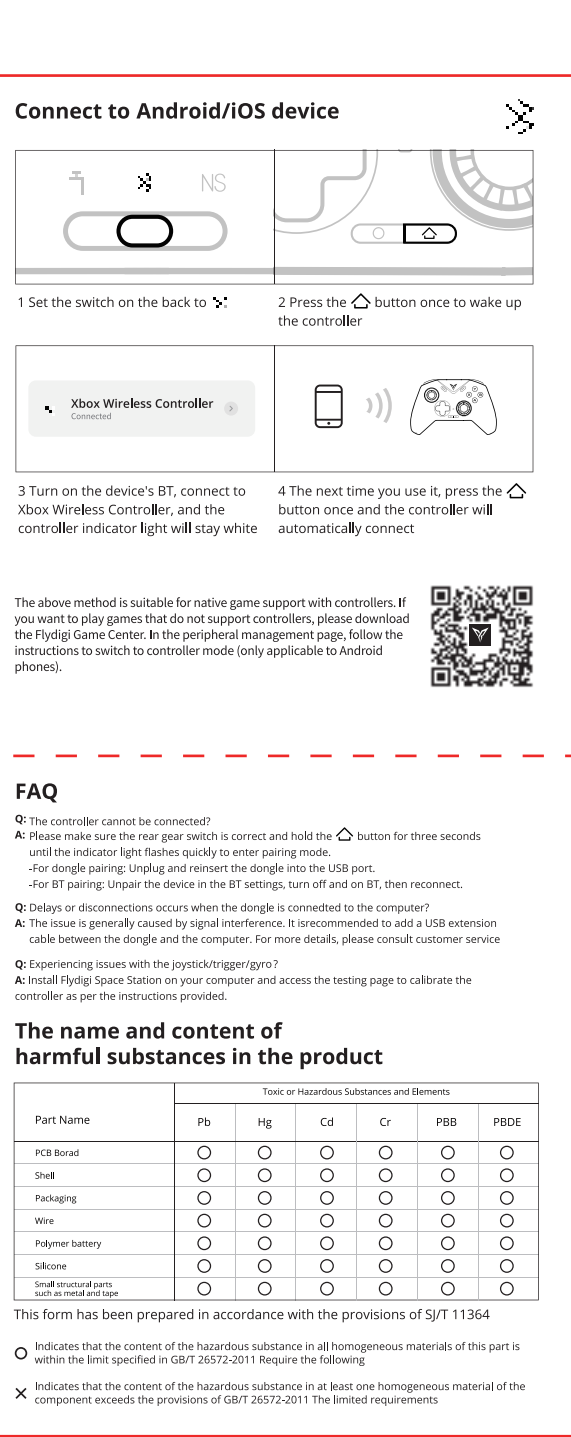 Connect to Android/iOS device
NS
1 Set the switch on the back to
2 Press the button once to wake up
the controller
Xbox Wireless Controller
Connected
3 Turn on the device's BT, connect to
Xbox Wireless Controller, and the
controller indicator light will stay white
4 The next time you use it, press the
button once and the controller will
automatically connect
The above method is suitable for native game support with controllers. If
you want to play games that do not support controllers, please download
the Flydigi Game Center. In the peripheral management page, follow the
instructions to switch to controller mode (only applicable to Android
phones).
FAQ
Q: The controller cannot be connected?
A: Please make sure the rear gear switch is correct and hold the button for three seconds
until the indicator light flashes quickly to enter pairing mode.
-For dongle pairing: Unplug and reinsert the dongle into the USB port.
-For BT pairing: Unpair the device in the BT settings, turn off and on BT, then reconnect.
Q: Delays or disconnections occurs when the dongle is connedted to the computer?
A: The issue is generally caused by signal interference. It isrecommended to add a USB extension
cable between the dongle and the computer. For more details, please consult customer service
Q: Experiencing issues with the joystick/trigger/gyro?
A: Install Flydigi Space Station on your computer and access the testing page to calibrate the
controller as per the instructions provided.
The name and content of
harmful substances in the product
Toxic or Hazardous Substances and Elements
Part Name Pb Hg Cd Cr PBB PBDE
PCB Borad
Shell
Packaging
Wire
Polymer battery
Silicone
Small structural parts
such as metal and tape
This form has been prepared in accordance with the provisions of SJ/T 11364
Indicates that the content of the hazardous substance in all homogeneous materials of this part is
within the limit specified in GB/T 26572-2011 Require the following
Indicates that the content of the hazardous substance in at least one homogeneous material of the
component exceeds the provisions of GB/T 26572-2011 The limited requirements